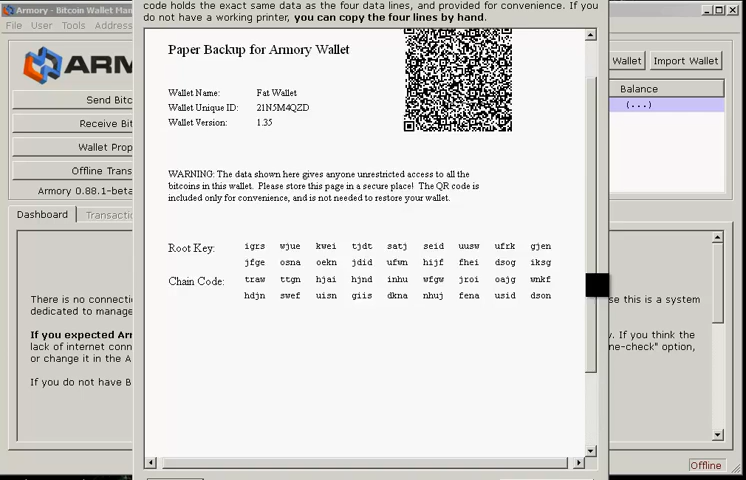 code holds the exact same data as the four data lines, and provided for convenience. If you
do not have a working printer, you can copy the four lines by hand.
Armory - Bitcoin Wallet Mana
File User Tools Address
ARM
Paper Backup for Armory Wallet
Wallet Name: Fat Wallet
Wallet Unique ID: 21N5M4QZD
Wallet Version: 1.35
WARNING: The data shown here gives anyone unrestricted access to all the
bitcoins in this wallet. Please store this page in a secure place! The QR code is
included only for convenience, and is not needed to restore your wallet.
Root Key: igrs wjue kwei tjdt satj seid uusw ufrk gjen
jfge osna oekn jdid ufwn hijf fhei dsog iksg
Chain Code: traw ttgn hjai hjnd inhu wfgw jroi oajg wnkf
hdjn swef uisn giis dkna nhuj fena usid dson
Send Bitc
Receive Bit
Wallet Prop
Offline Trans
Armory 0.88.1-beta
Dashboard Transactio
There is no connectio
dedicated to manage
If you expected Arm
lack of internet conn
or change it in the A
If you do not have B
Wallet Import Wallet
Balance
(...)
se this is a system
y. If you think the
ne-check" option,
Offline